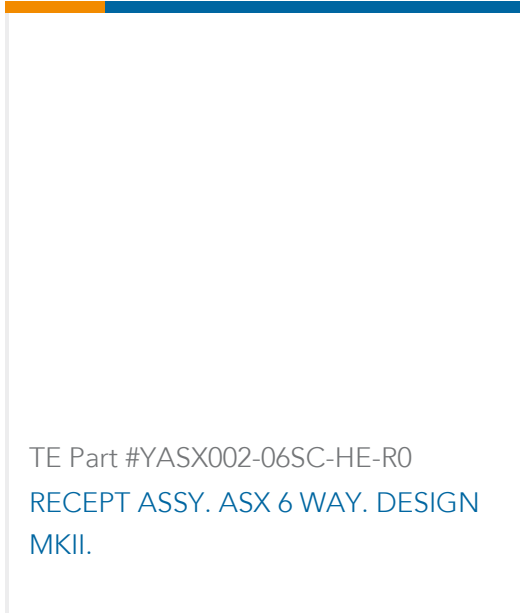 TE Part #YASX002-06SC-HE-R0
RECEPT ASSY. ASX 6 WAY. DESIGN
MKII.